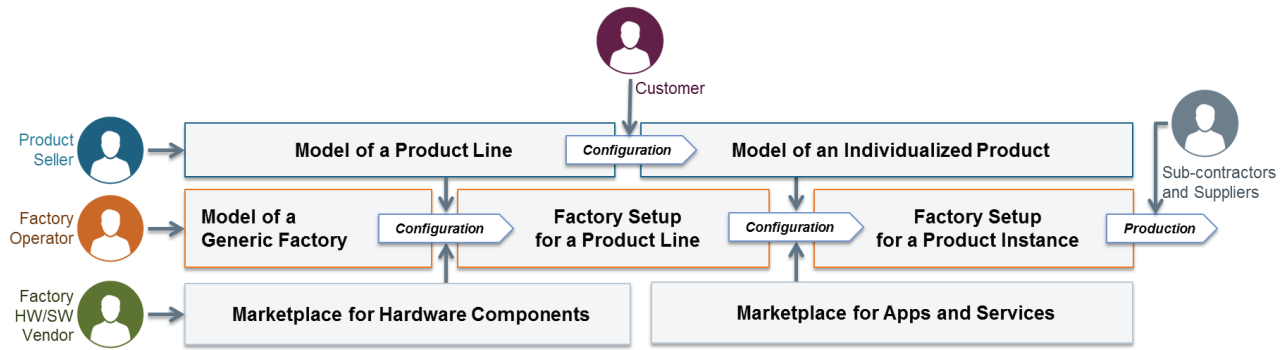 Customer
Product
Seller
Model of a Product Line
Configuration
Model of an Individualized Product
Sub-contractors
and Suppliers
Factory
Operator
Model of a
Generic Factory
Configuration
Factory Setup
for a Product Line
Configuration
Factory Setup
for a Product Instance
Production
Factory
HW/SW
Vendor
Marketplace for Hardware Components
Marketplace for Apps and Services